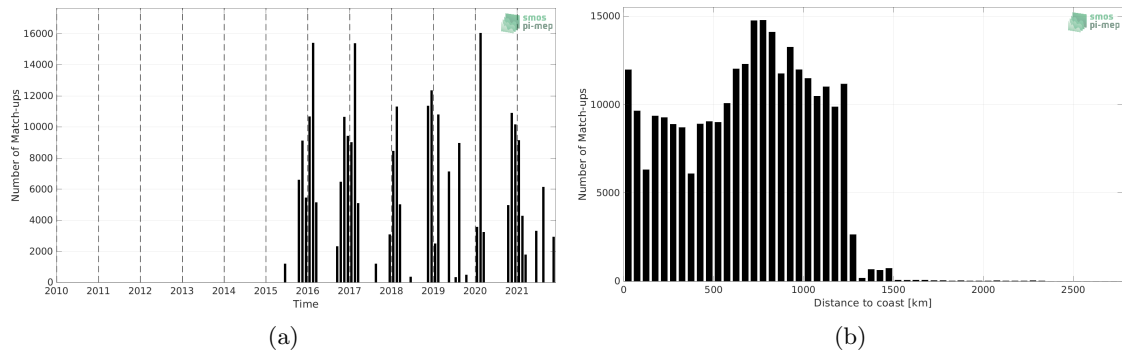 smos
pi-mep
16000
14000
12000
10000
8000
6000
4000
2000
0
Number of Match-ups
2010 2011 2012 2013 2014 2015 2016 2017 2018 2019 2020 2021
Time
(a)
smos
pi-mep
15000
10000
5000
0
Number of Match-ups
0 500 1000 1500 2000 2500
Distance to coast [km]
(b)